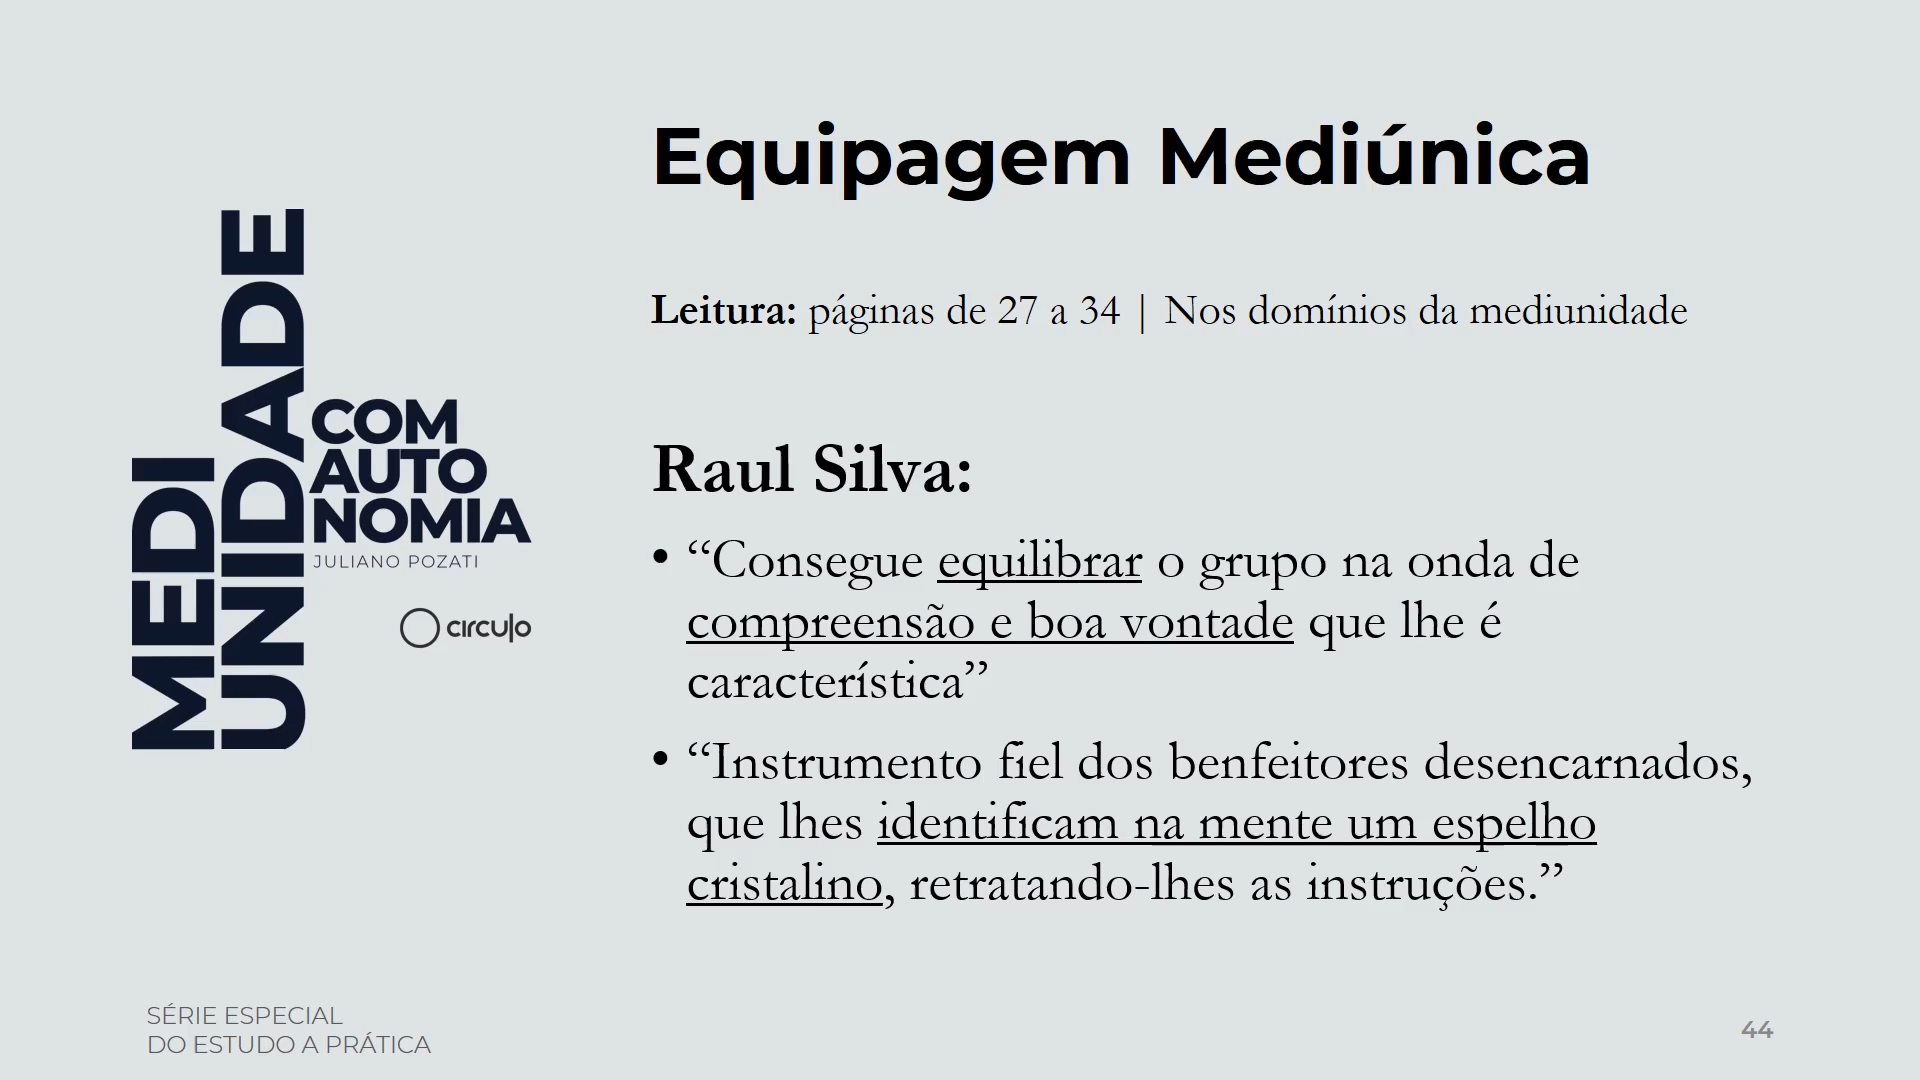 Equipagem Mediúnica
Leitura: páginas de 27 a 34 | Nos domínios da mediunidade
MEDI
UNIDADE
COM
AUTO
NOMIA
JULIANO POZATI
circulo
Raul Silva:
• “Consegue equilibrar o grupo na onda de
compreensão e boa vontade que lhe é
característica”
• “Instrumento fiel dos benfeitores desencarnados,
que lhes identificam na mente um espelho
cristalino, retratando-lhes as instruções.”
SÉRIE ESPECIAL
DO ESTUDO A PRÁTICA
44